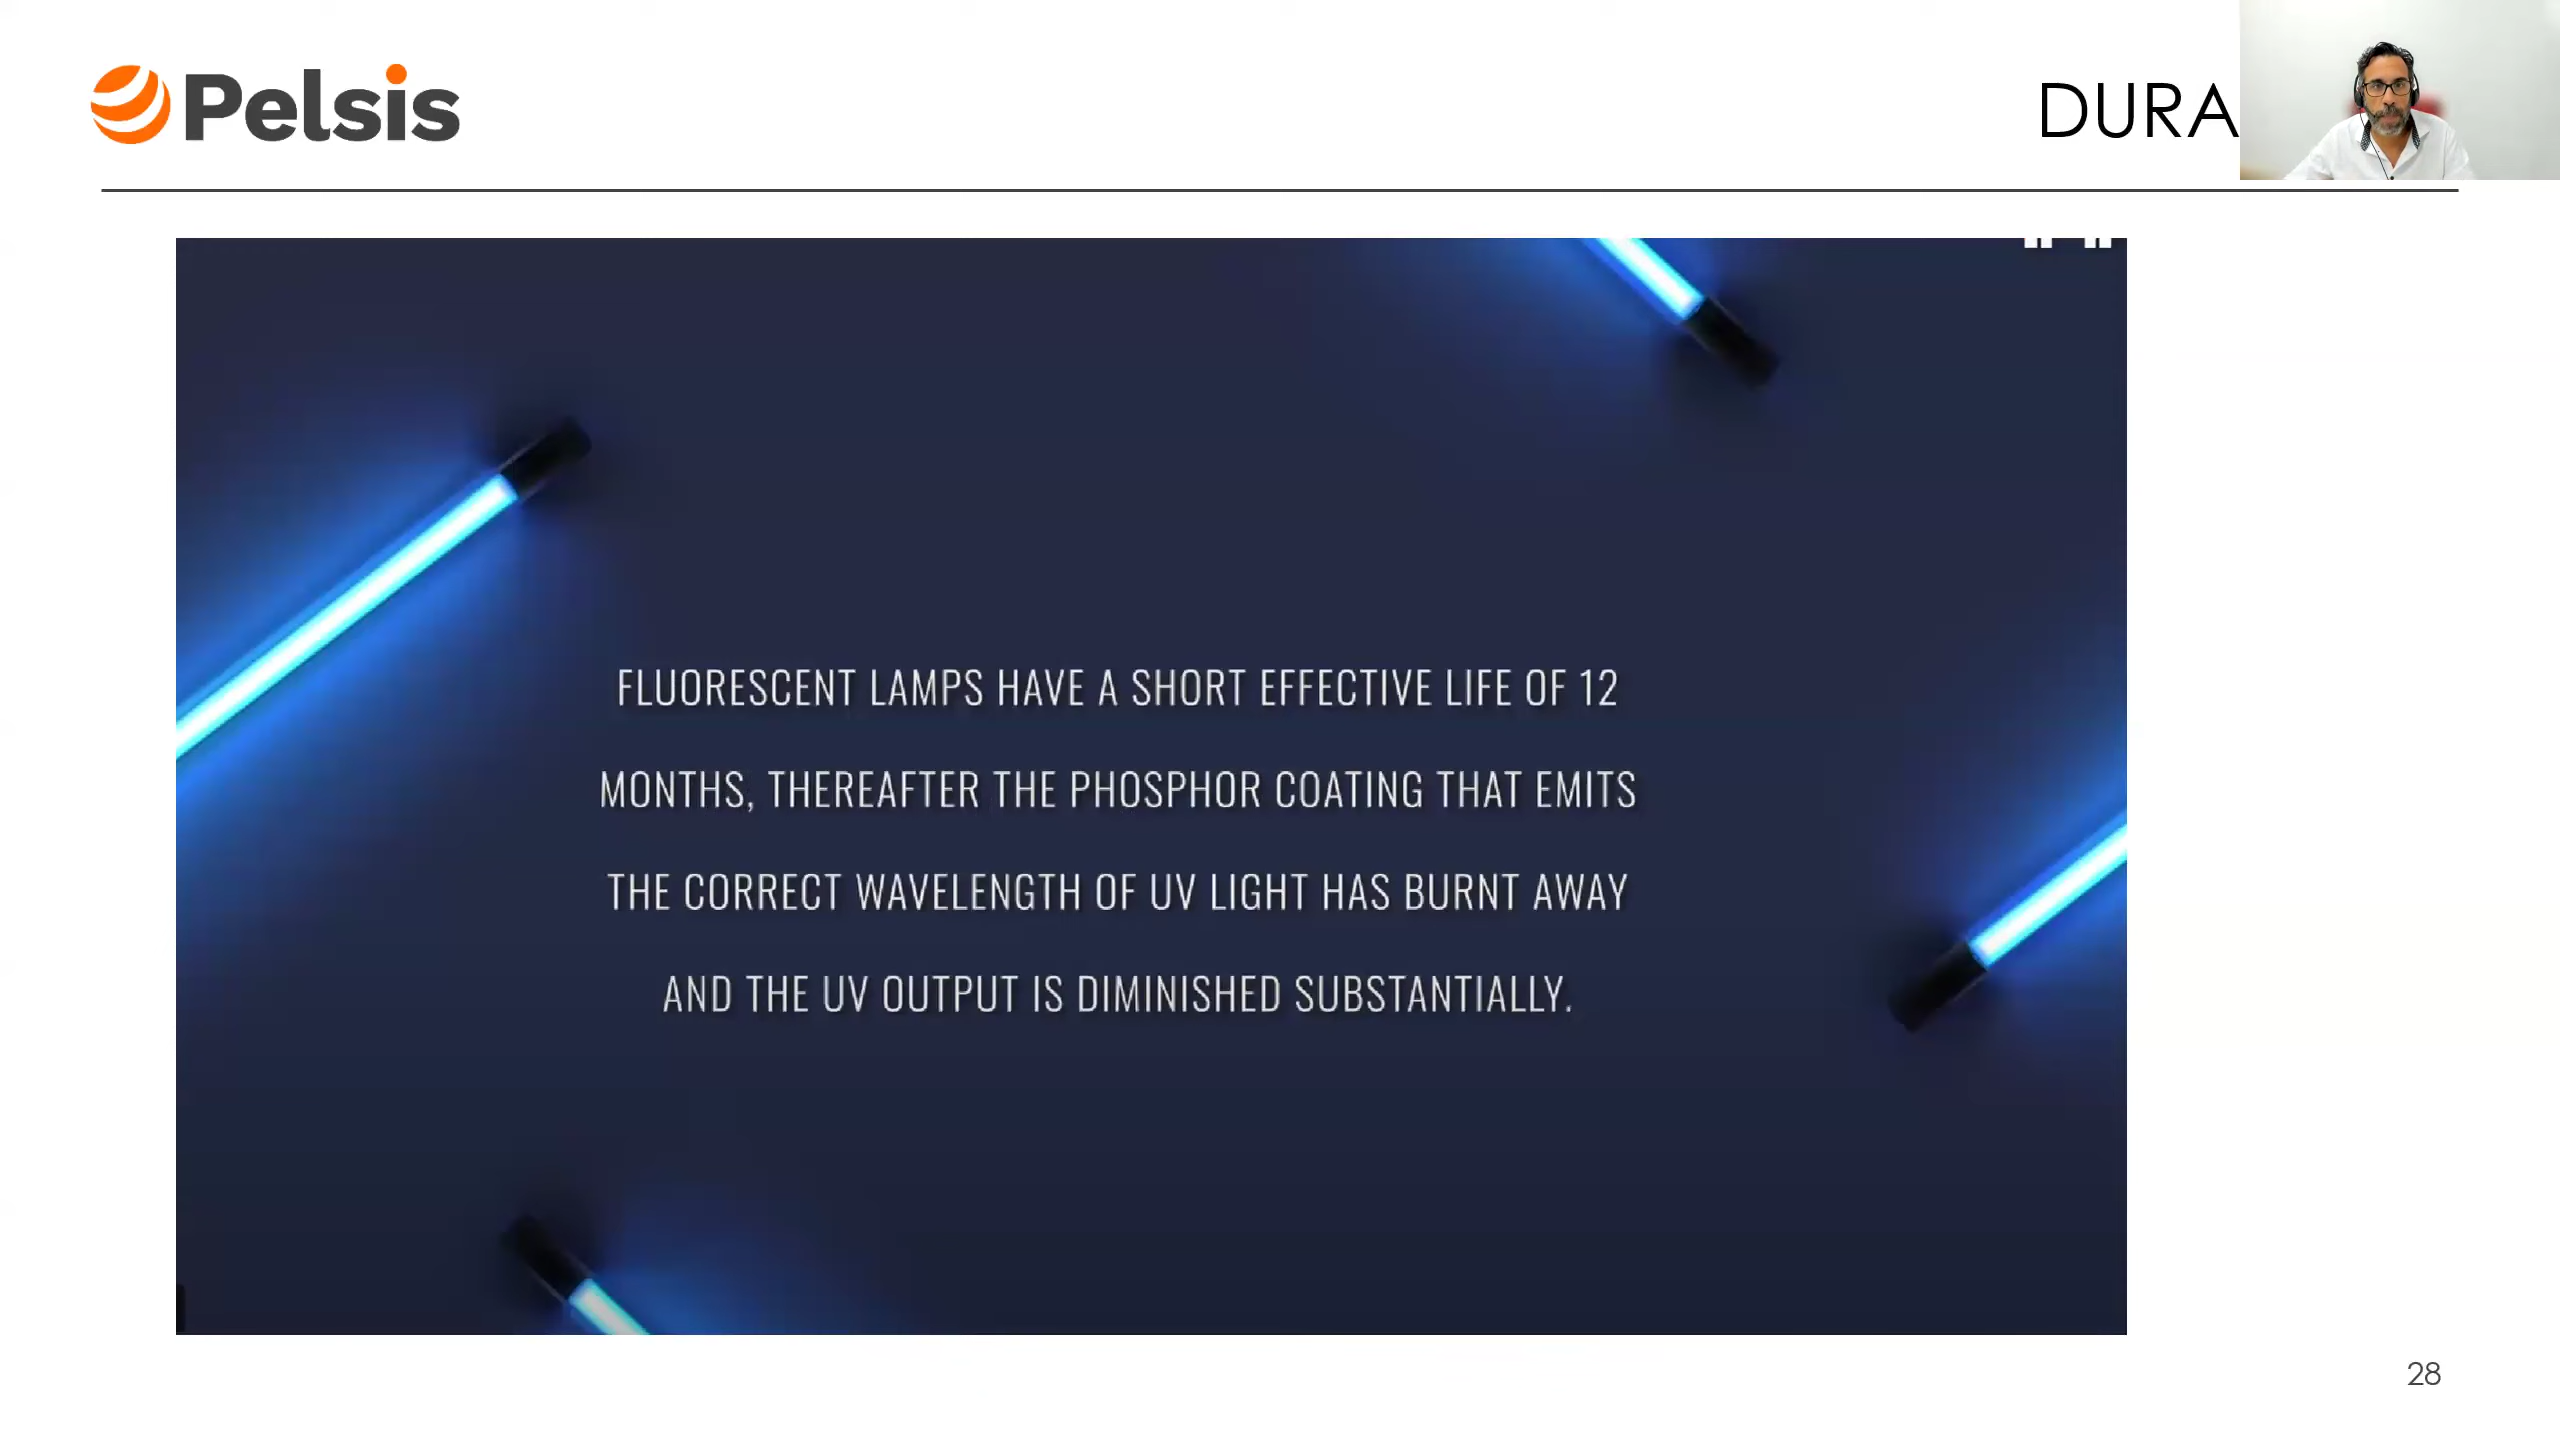 Pelsis
DURA
FLUORESCENT LAMPS HAVE A SHORT EFFECTIVE LIFE OF 12
MONTHS, THEREAFTER THE PHOSPHOR COATING THAT EMITS
THE CORRECT WAVELENGTH OF UV LIGHT HAS BURNT AWAY
AND THE UV OUTPUT IS DIMINISHED SUBSTANTIALLY.
28